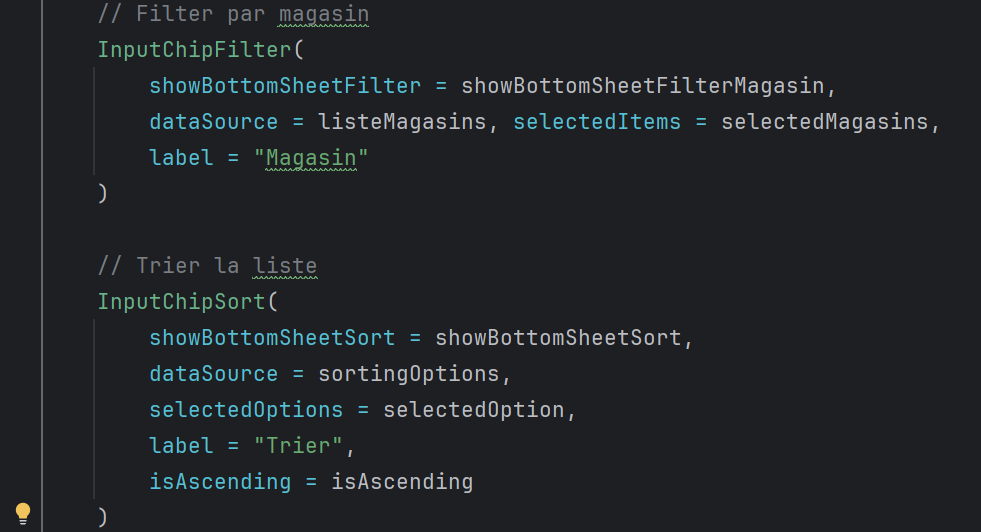 // Filter par magasin
InputChipFilter(
showBottomSheetFilter = showBottomSheetFilterMagasin,
dataSource = listeMagasins, selectedItems = selectedMagasins,
label = "Magasin"
)
// Trier la liste
InputChipSort(
showBottomSheetSort = showBottomSheetSort,
dataSource = sortingOptions,
selectedOptions = selectedOption,
label = "Trier",
isAscending = isAscending
)